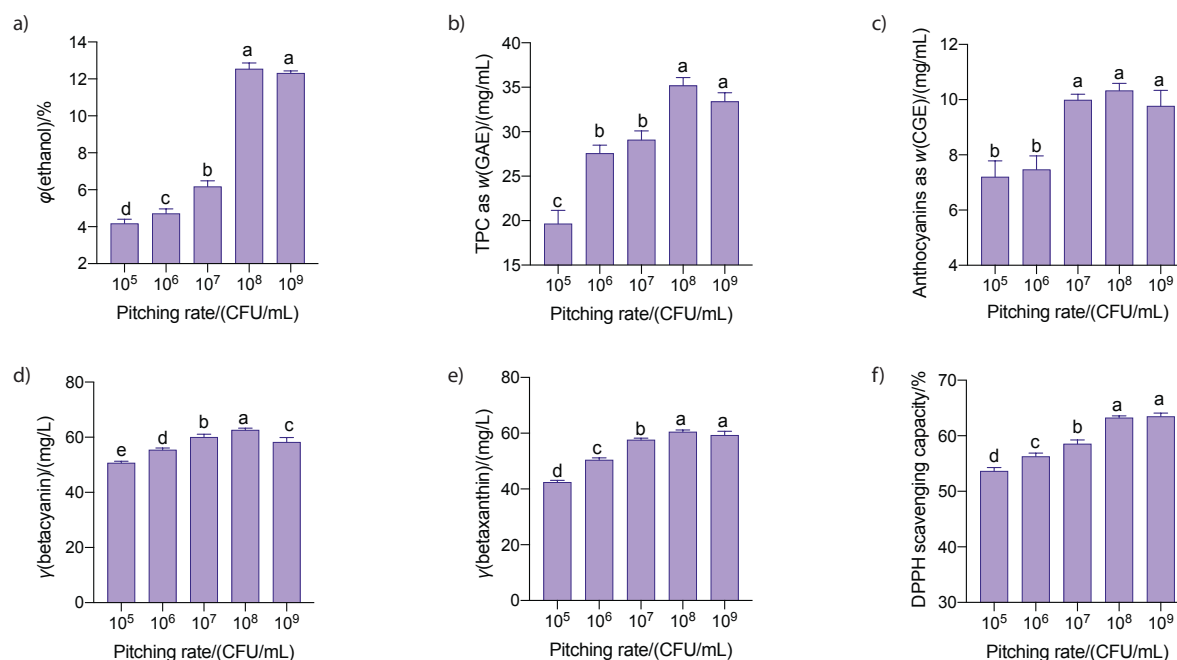 a)
φ(ethanol)/%
14
12
10
8
6
4
2
d
c
b
a
a
10⁵ 10⁶ 10⁷ 10⁸ 10⁹
Pitching rate/(CFU/mL)
b)
TPC as w(GAE)/(mg/mL)
40
35
30
25
20
15
c
b
b
a
a
10⁵ 10⁶ 10⁷ 10⁸ 10⁹
Pitching rate/(CFU/mL)
c)
Anthocyanins as w(CGE)/(mg/mL)
12
10
8
6
4
b
b
a
a
a
10⁵ 10⁶ 10⁷ 10⁸ 10⁹
Pitching rate/(CFU/mL)
d)
γ(betacyanin)/(mg/L)
80
60
40
20
0
e
d
b
a
c
10⁵ 10⁶ 10⁷ 10⁸ 10⁹
Pitching rate/(CFU/mL)
e)
γ(betaxanthin)/(mg/L)
80
60
40
20
0
d
c
b
a
a
10⁵ 10⁶ 10⁷ 10⁸ 10⁹
Pitching rate/(CFU/mL)
f)
DPPH scavenging capacity/%
70
60
50
40
30
d
c
b
a
a
10⁵ 10⁶ 10⁷ 10⁸ 10⁹
Pitching rate/(CFU/mL)